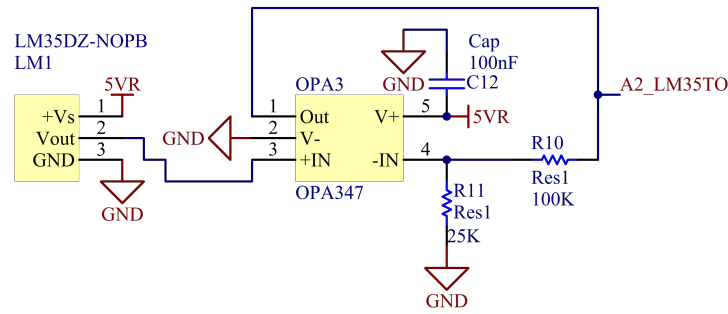 LM35DZ-NOPB
LM1
5VR
+Vs 1
Vout 2
GND 3
GND
GND
OPA3
1 Out
2 V-
3 +IN
V+ 5
-IN 4
OPA347
GND
Cap
100nF
C12
5VR
A2_LM35TO
R10
Res1
100K
R11
Res1
25K
GND